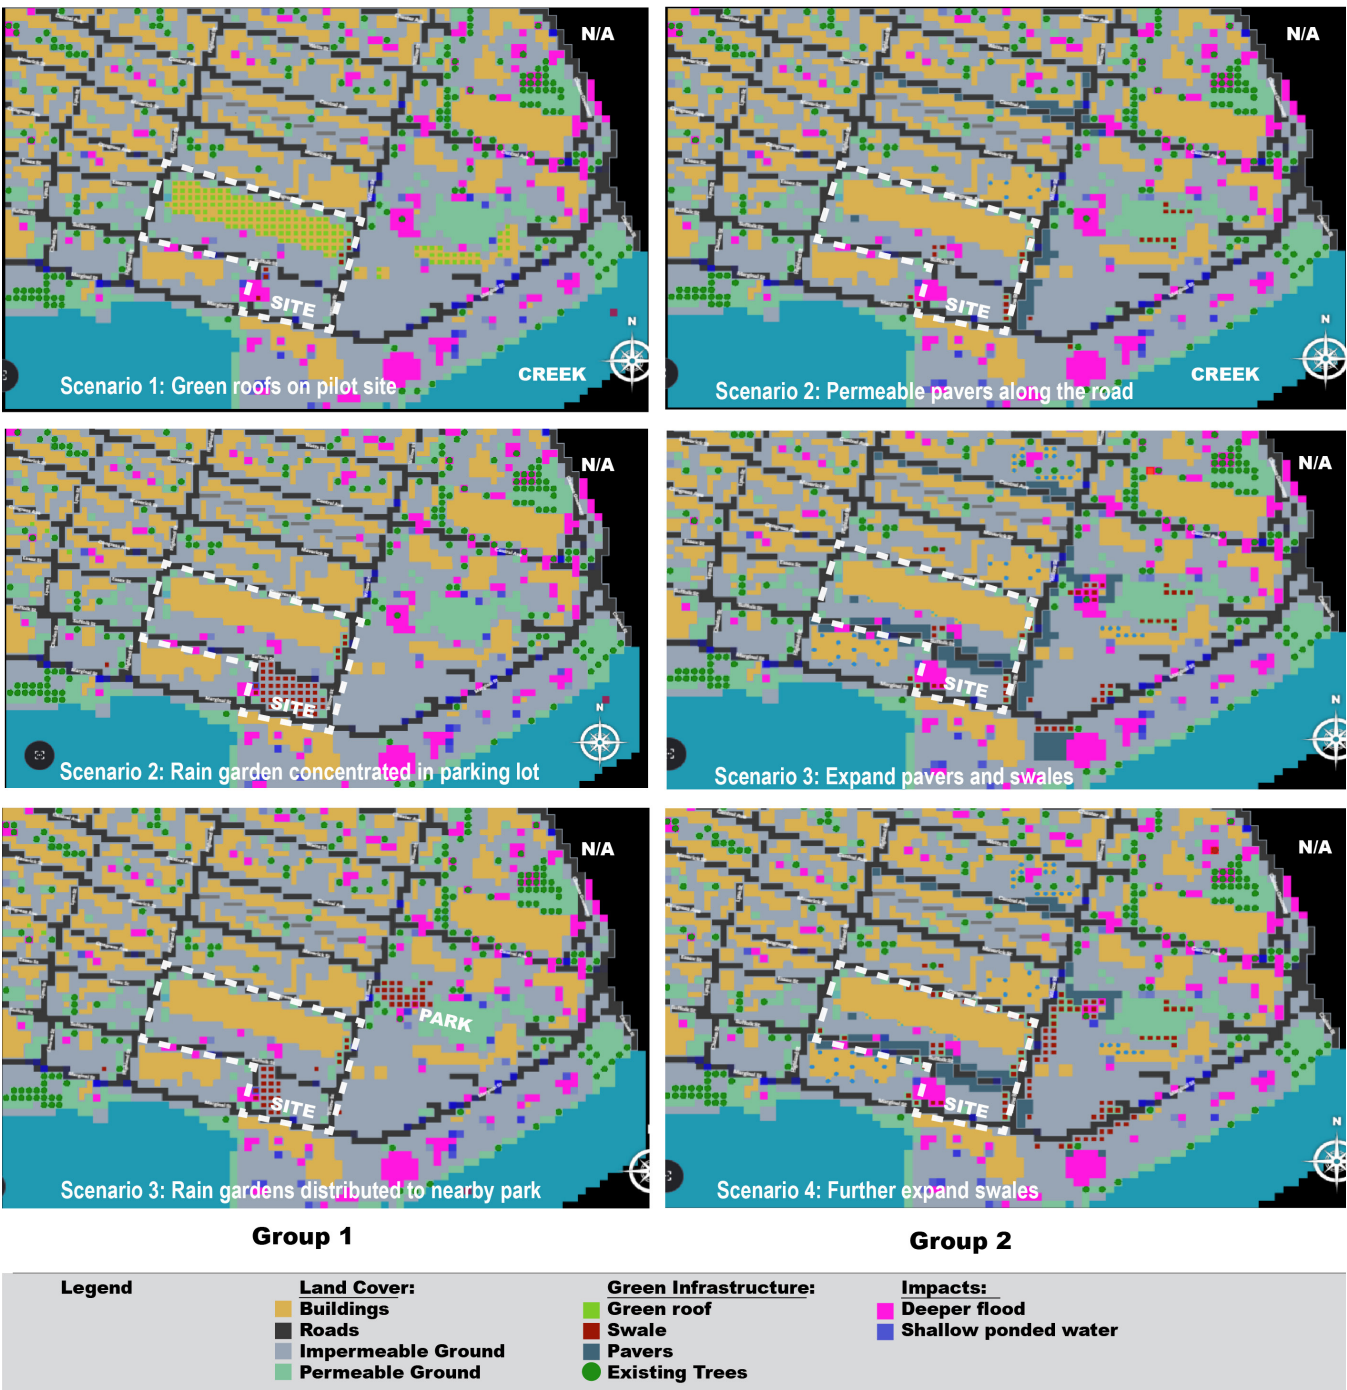 N/A
SITE
CREEK
N
Scenario 1: Green roofs on pilot site
N/A
SITE
CREEK
N
Scenario 2: Permeable pavers along the road
N/A
SITE
N
Scenario 2: Rain garden concentrated in parking lot
N/A
SITE
N
Scenario 3: Expand pavers and swales
N/A
PARK
SITE
Scenario 3: Rain gardens distributed to nearby park
N/A
SITE
N
Scenario 4: Further expand swales
Group 1
Group 2
Legend
Land Cover:
Buildings
Roads
Impermeable Ground
Permeable Ground
Green Infrastructure:
Green roof
Swale
Pavers
Existing Trees
Impacts:
Deeper flood
Shallow ponded water